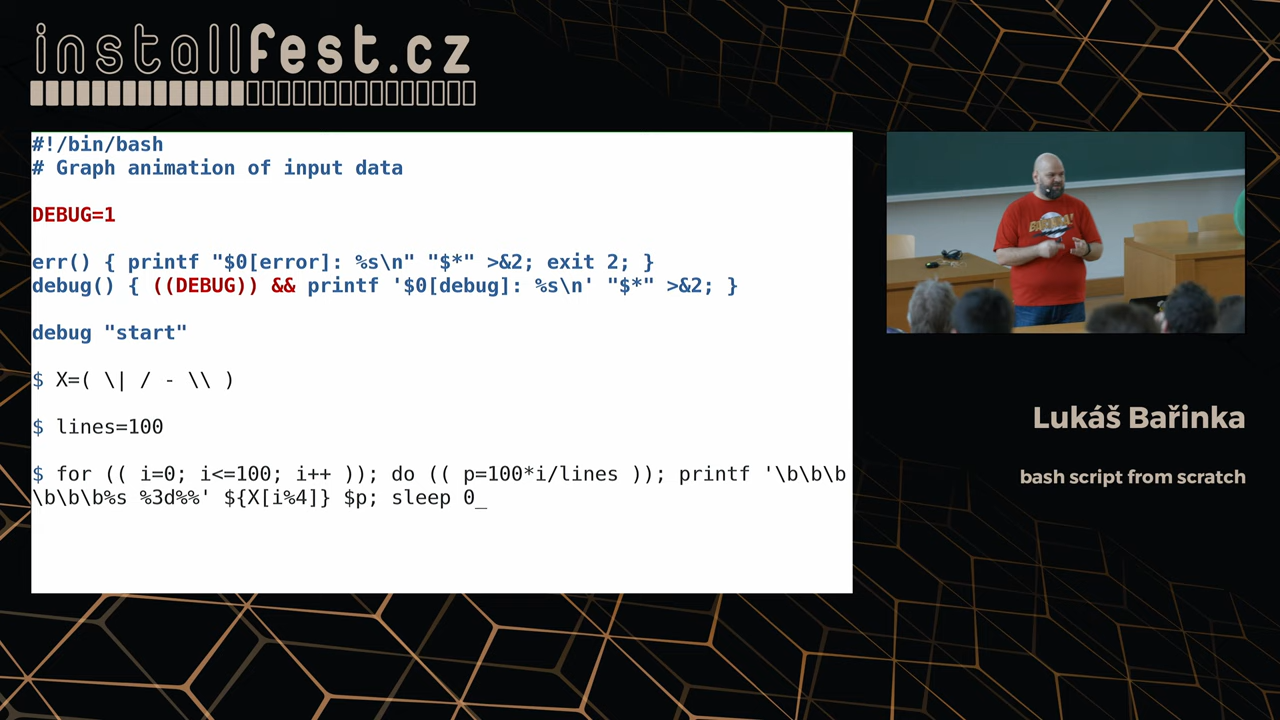 installfest.cz
#!/bin/bash
# Graph animation of input data
DEBUG=1
err() { printf "$0[error]: %s\n" "$*" >&2; exit 2; }
debug() { ((DEBUG)) && printf '$0[debug]: %s\n' "$*" >&2; }
debug "start"
$ X=( \| / - \\ )
$ lines=100
$ for (( i=0; i<=100; i++ )); do (( p=100*i/lines )); printf '\b\b\b
\b\b\b%s %3d%%' ${X[i%4]} $p; sleep 0_
Lukáš Bařinka
bash script from scratch